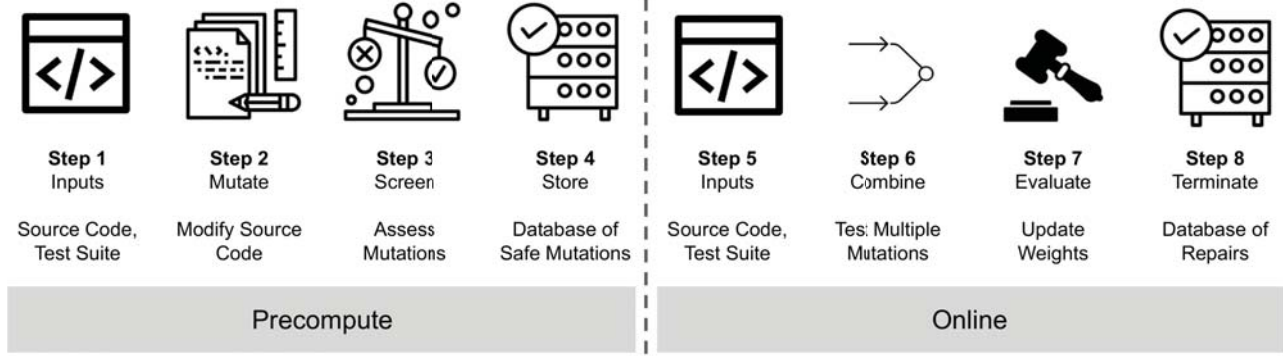 Step 1
Inputs
Source Code,
Test Suite
Step 2
Mutate
Modify Source
Code
Step 3
Screen
Assess
Mutations
Step 4
Store
Database of
Safe Mutations
Precompute
Step 5
Inputs
Source Code,
Test Suite
Step 6
Combine
Test Multiple
Mutations
Step 7
Evaluate
Update
Weights
Step 8
Terminate
Database of
Repairs
Online